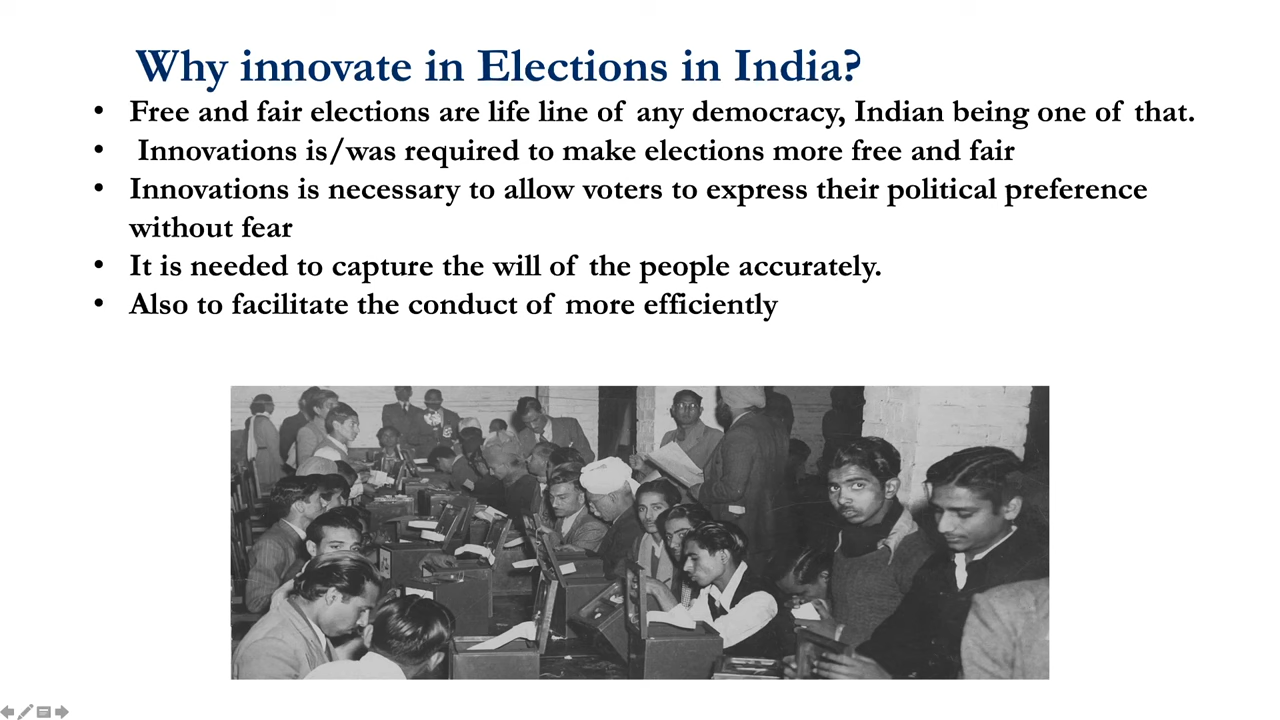 Why innovate in Elections in India?
• Free and fair elections are life line of any democracy, Indian being one of that.
• Innovations is/was required to make elections more free and fair
• Innovations is necessary to allow voters to express their political preference
without fear
• It is needed to capture the will of the people accurately.
• Also to facilitate the conduct of more efficiently